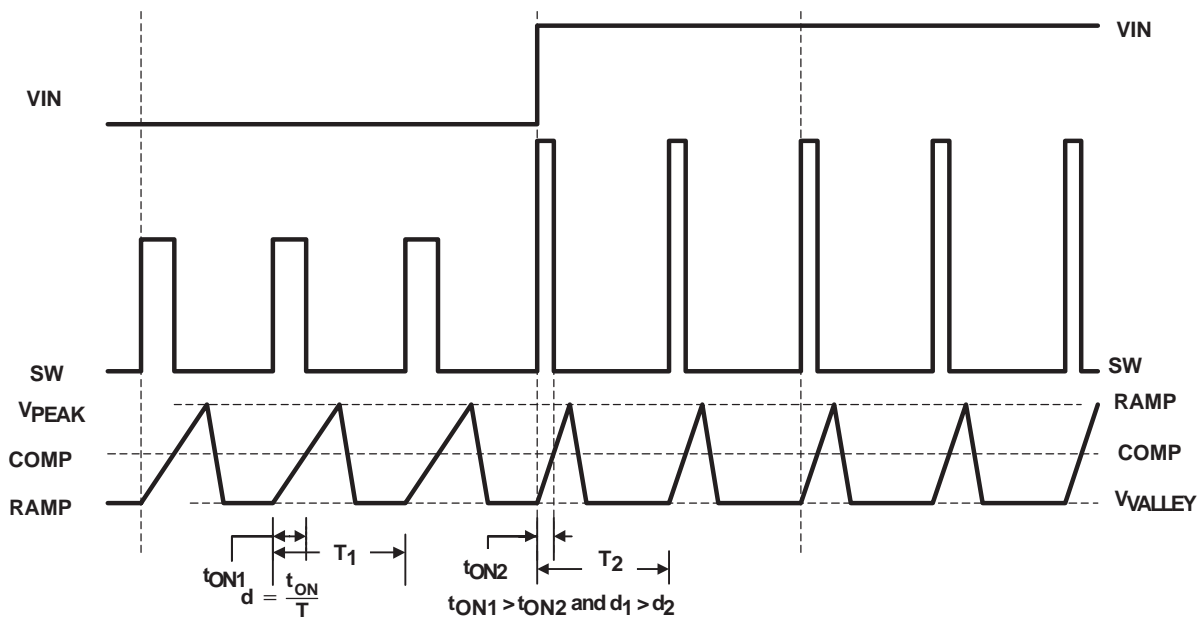 VIN
VIN
SW
SW
VPEAK
RAMP
COMP
COMP
RAMP
VVALLEY
tON1
T1
tON2
T2
d = tON
T
tON1 > tON2 and d1 > d2